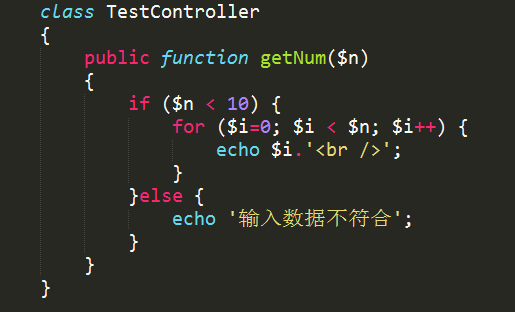 class TestController
{
    public function getNum($n)
    {
        if ($n < 10) {
            for ($i=0; $i < $n; $i++) {
                echo $i.'<br />';
            }
        }else {
            echo '输入数据不符合';
        }
    }
}